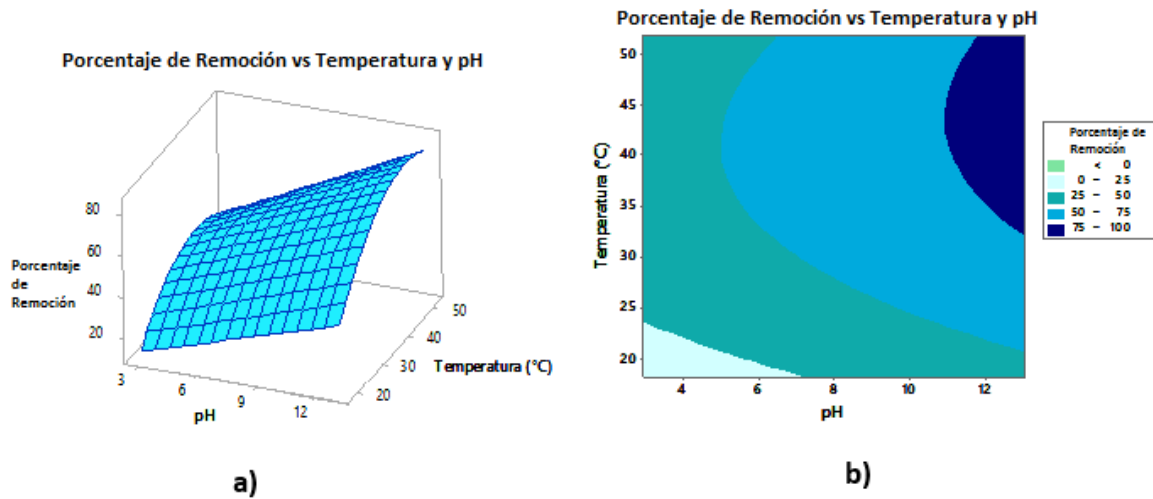 Porcentaje de Remoción vs Temperatura y pH
80
60
40
20
Porcentaje
de
Remoción
3
6
9
12
pH
20
30
40
50
Temperatura (°C)
a)
Porcentaje de Remoción vs Temperatura y pH
50
45
40
35
30
25
20
Temperatura (°C)
4
6
8
10
12
pH
Porcentaje de
Remoción
< 0
0 – 25
25 – 50
50 – 75
75 – 100
b)